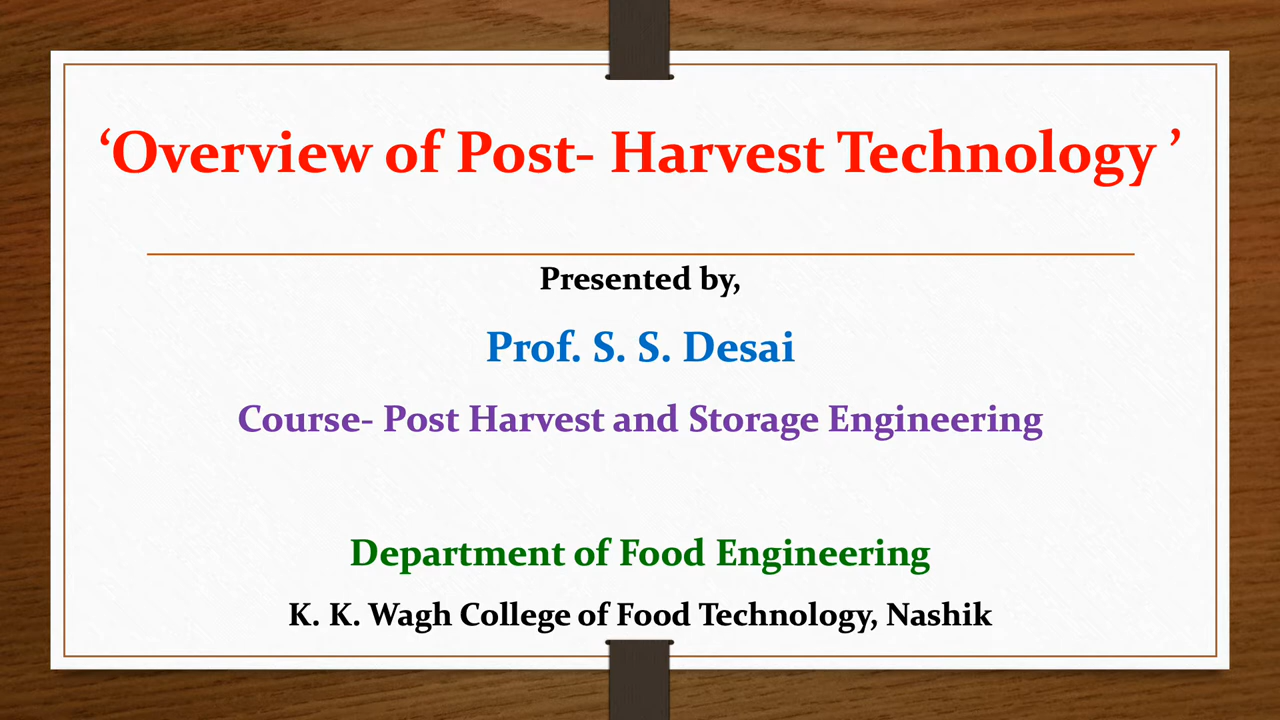 ‘Overview of Post- Harvest Technology ’
Presented by,
Prof. S. S. Desai
Course- Post Harvest and Storage Engineering
Department of Food Engineering
K. K. Wagh College of Food Technology, Nashik